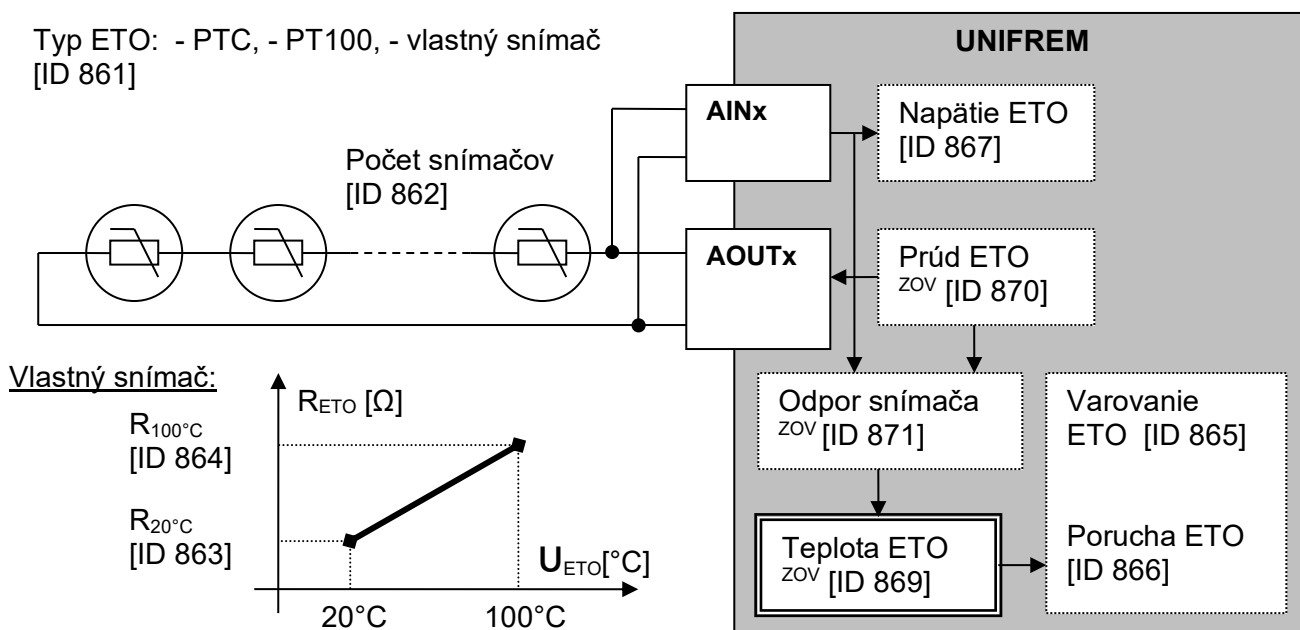 Typ ETO: - PTC, - PT100, - vlastný snímač
[ID 861]
UNIFREM
AINx
Napätie ETO
[ID 867]
Počet snímačov
[ID 862]
AOUTx
Prúd ETO
ZOV [ID 870]
Vlastný snímač:
RETO [Ω]
R100°C
[ID 864]
R20°C
[ID 863]
UETO[°C]
20°C
100°C
Odpor snímača
ZOV [ID 871]
Varovanie
ETO [ID 865]
Teplota ETO
ZOV [ID 869]
Porucha ETO
[ID 866]